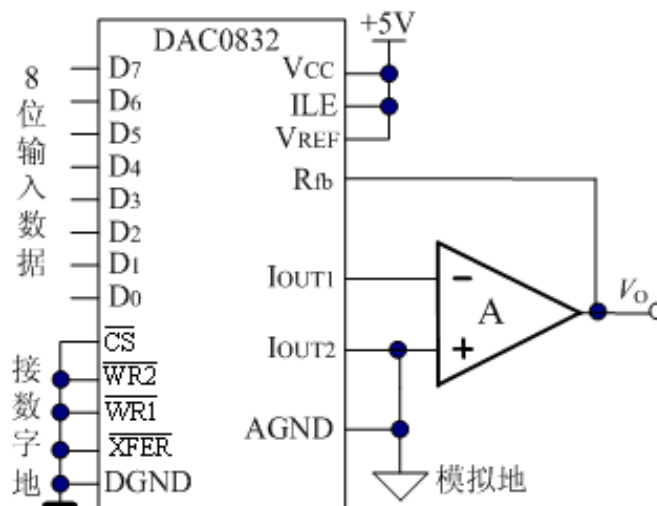 DAC0832
+5V
8位输入数据
D7
D6
D5
D4
D3
D2
D1
D0
CS
WR2
WR1
XFER
DGND
接数字地
VCC
ILE
VREF
Rfb
IOUT1
IOUT2
AGND
A
VO
模拟地